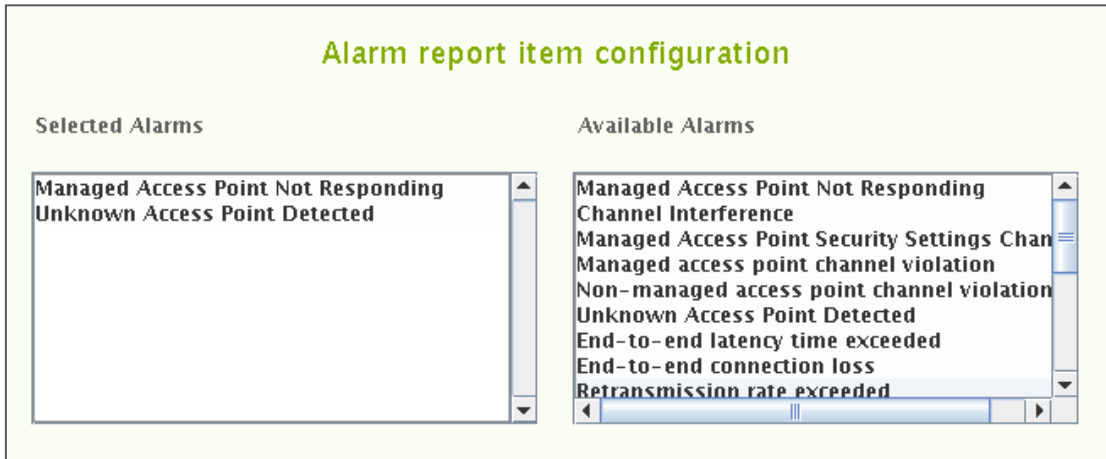 Alarm report item configuration
Selected Alarms
Managed Access Point Not Responding
Unknown Access Point Detected
Available Alarms
Managed Access Point Not Responding
Channel Interference
Managed Access Point Security Settings Chan
Managed access point channel violation
Non-managed access point channel violation
Unknown Access Point Detected
End-to-end latency time exceeded
End-to-end connection loss
Retransmission rate exceeded